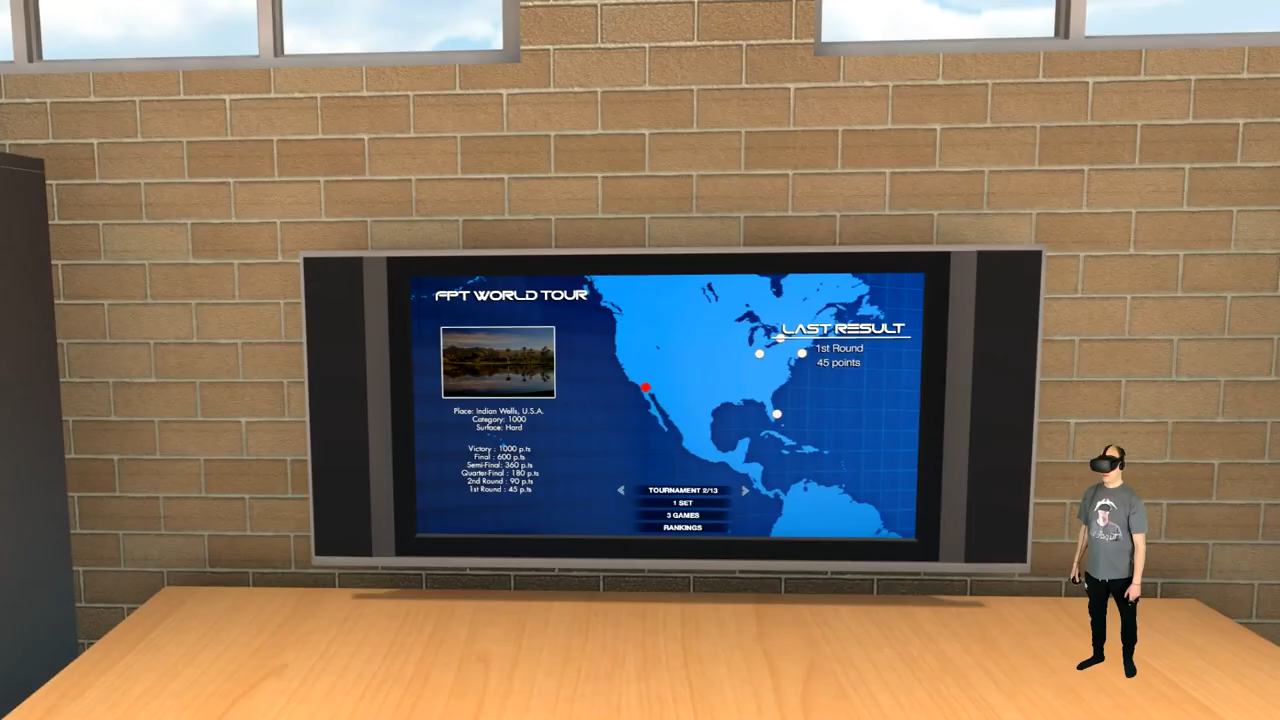 FPT WORLD TOUR
LAST RESULT
1st Round
45 points
Place: Indian Wells, U.S.A.
Category: 1000
Surface: Hard
Victory : 1000 p.ts
Final : 600 p.ts
Semi-Final: 360 p.ts
Quarter-Final : 180 p.ts
2nd Round : 90 p.ts
1st Round : 45 p.ts
TOURNAMENT 2/13
1 SET
3 GAMES
RANKINGS